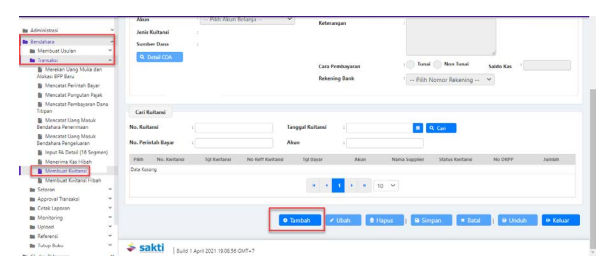 Administrasi
Bendahara
Membuat Usulan
Transaksi
Merekam Uang Muka dan
Alokasi BPP Baru
Mencatat Perintah Bayar
Mencatat Pungutan Pajak
Mencatat Pembayaran Dana
Titipan
Mencatat Uang Masuk
Bendahara Penerimaan
Mencatat Uang Masuk
Bendahara Pengeluaran
Input FA Detail (16 Segmen)
Menerima Kas Hibah
Membuat Kuitansi
Membuat Kuitansi Hibah
Setoran
Approval Transaksi
Cetak Laporan
Monitoring
Upload
Referensi
Tutup Buku
Akun : -- Pilih Akun Belanja --
Jenis Kuitansi :
Sumber Dana :
Detail COA
Keterangan :
Cara Pembayaran : Tunai Non Tunai Saldo Kas :
Rekening Bank : -- Pilih Nomor Rekening --
Cari Kuitansi
No. Kuitansi : Tanggal Kuitansi : Cari
No. Perintah Bayar : Akun :
Pilih No. Kuitansi Tgl Kuitansi No Reff Kuitansi Tgl Bayar Akun Nama Supplier Status Kuitansi No DRPP Jumlah
Data Kosong
1 10
Tambah Ubah Hapus | Simpan Batal | Unduh Keluar
sakti | Build 1 April 2021 19.08.56 GMT+7